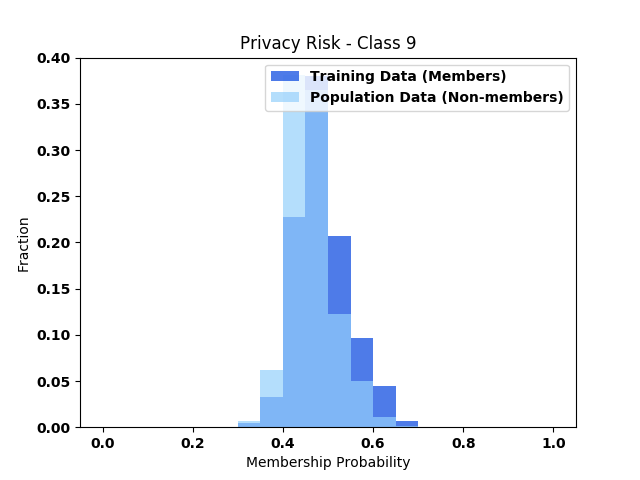 Privacy Risk - Class 9
Training Data (Members)
Population Data (Non-members)
0.40
0.35
0.30
0.25
0.20
0.15
0.10
0.05
0.00
Fraction
0.0 0.2 0.4 0.6 0.8 1.0
Membership Probability